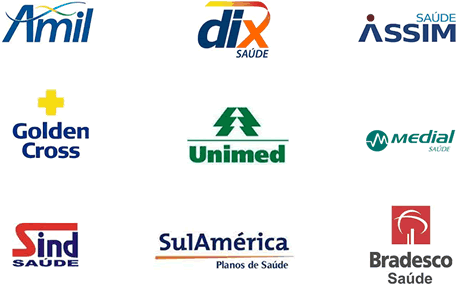 Amil
dix
SAÚDE
SAÚDE
ASSIM
Golden
Cross
Unimed
Medial
SAÚDE
Sind
SAÚDE
SulAmérica
Planos de Saúde
Bradesco
Saúde